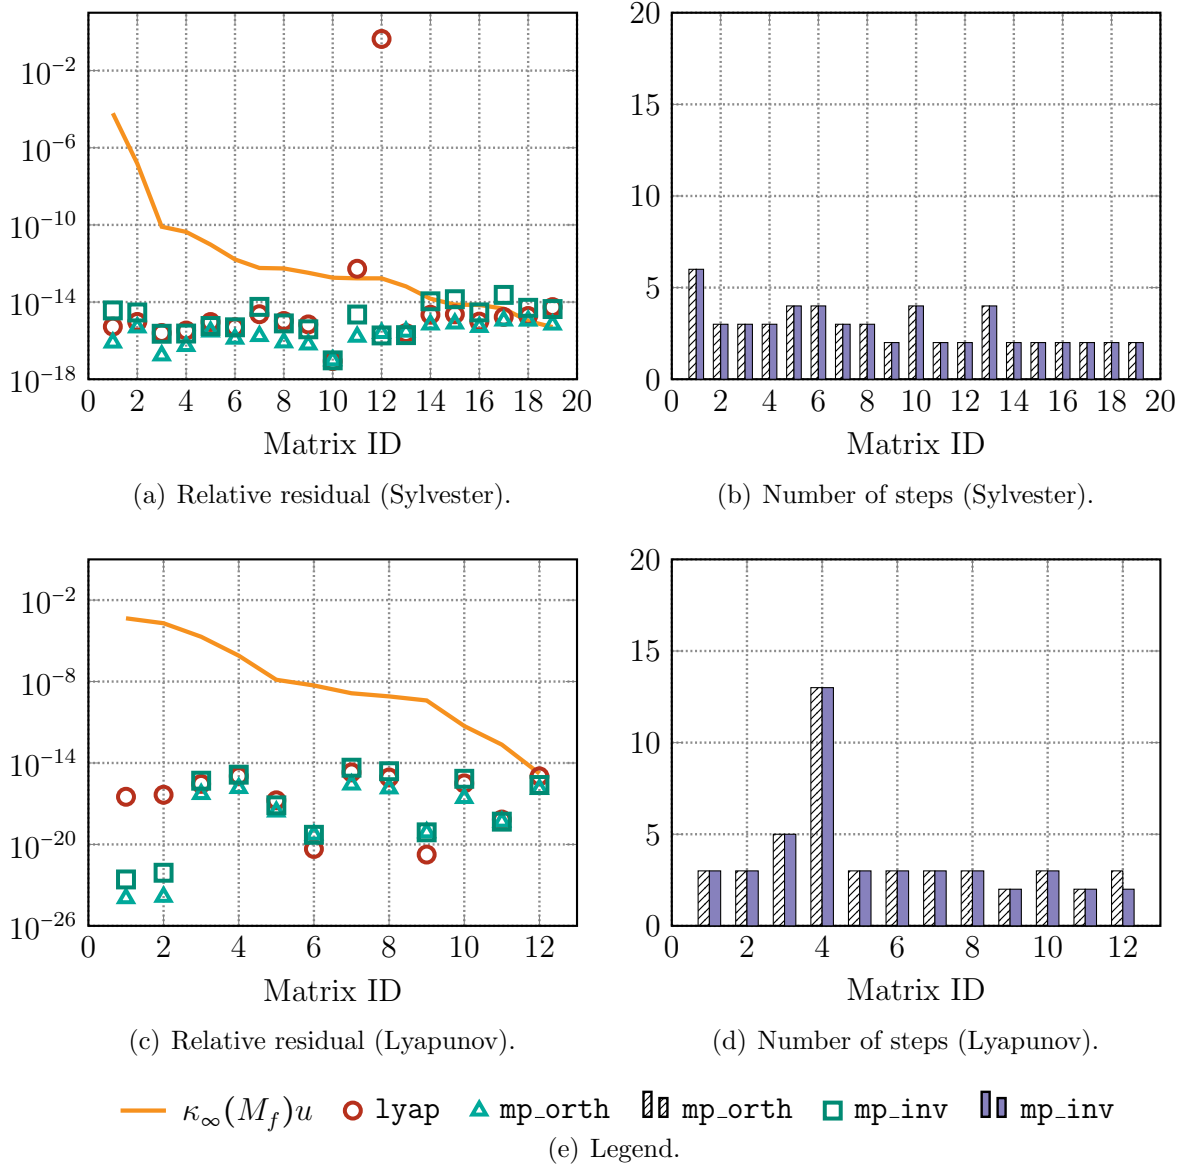 10^{-2}
10^{-6}
10^{-10}
10^{-14}
10^{-18}
0 2 4 6 8 10 12 14 16 18 20
Matrix ID
(a) Relative residual (Sylvester).
20
15
10
5
0
0 2 4 6 8 10 12 14 16 18 20
Matrix ID
(b) Number of steps (Sylvester).
10^{-2}
10^{-8}
10^{-14}
10^{-20}
10^{-26}
0 2 4 6 8 10 12
Matrix ID
(c) Relative residual (Lyapunov).
20
15
10
5
0
0 2 4 6 8 10 12
Matrix ID
(d) Number of steps (Lyapunov).
κ_∞(M_f)u lyap mp_orth mp_orth mp_inv mp_inv
(e) Legend.